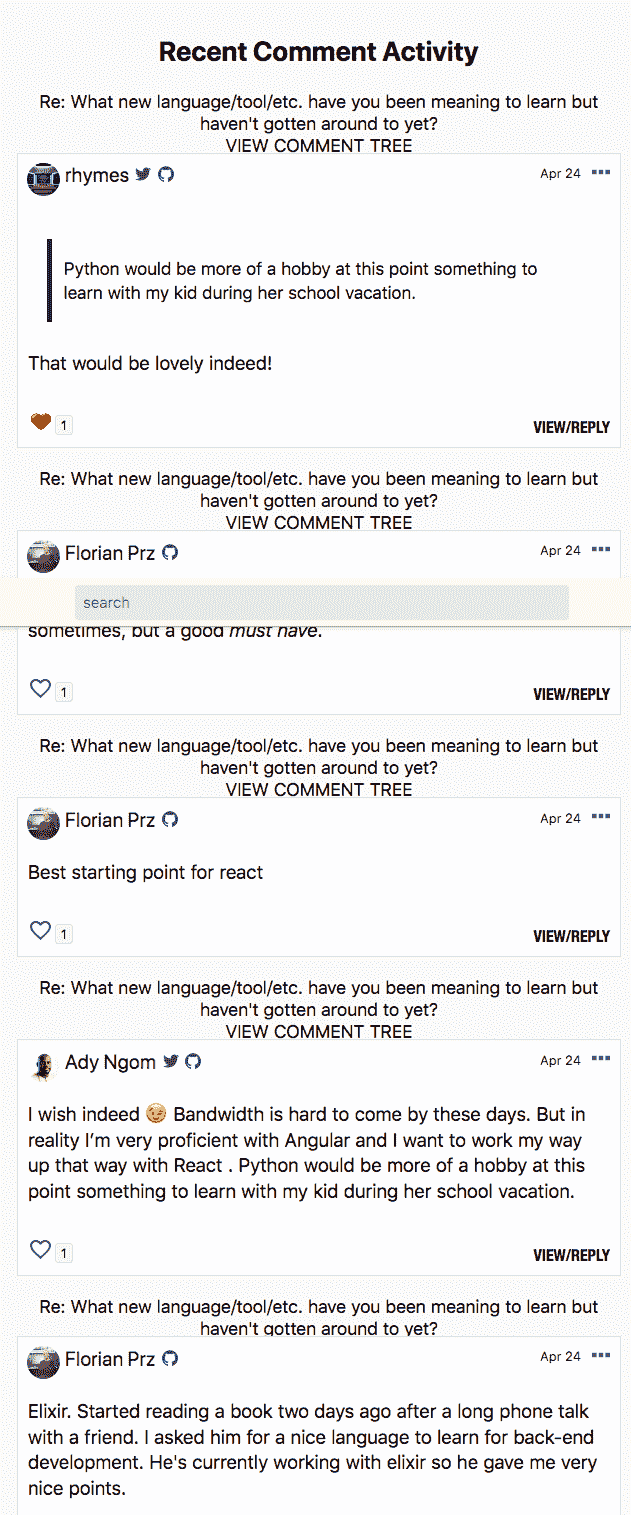 Recent Comment Activity
Re: What new language/tool/etc. have you been meaning to learn but
haven't gotten around to yet?
VIEW COMMENT TREE
rhymes
Apr 24
Python would be more of a hobby at this point something to
learn with my kid during her school vacation.
That would be lovely indeed!
1
VIEW/REPLY
Re: What new language/tool/etc. have you been meaning to learn but
haven't gotten around to yet?
VIEW COMMENT TREE
Florian Prz
Apr 24
search
sometimes, but a good must have.
1
VIEW/REPLY
Re: What new language/tool/etc. have you been meaning to learn but
haven't gotten around to yet?
VIEW COMMENT TREE
Florian Prz
Apr 24
Best starting point for react
1
VIEW/REPLY
Re: What new language/tool/etc. have you been meaning to learn but
haven't gotten around to yet?
VIEW COMMENT TREE
Ady Ngom
Apr 24
I wish indeed 😉 Bandwidth is hard to come by these days. But in
reality I’m very proficient with Angular and I want to work my way
up that way with React . Python would be more of a hobby at this
point something to learn with my kid during her school vacation.
1
VIEW/REPLY
Re: What new language/tool/etc. have you been meaning to learn but
haven't gotten around to yet?
Florian Prz
Apr 24
Elixir. Started reading a book two days ago after a long phone talk
with a friend. I asked him for a nice language to learn for back-end
development. He's currently working with elixir so he gave me very
nice points.